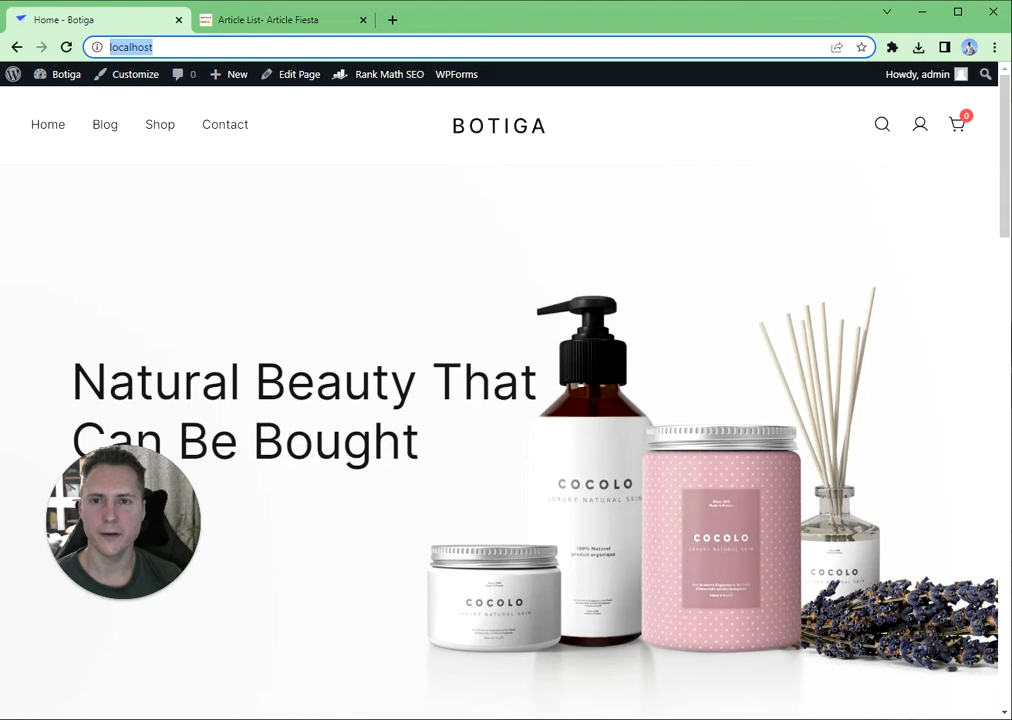 Home - Botiga
Article List- Article Fiesta
localhost
Botiga
Customize
0
New
Edit Page
Rank Math SEO
WPForms
Howdy, admin
Home
Blog
Shop
Contact
BOTIGA
0
Natural Beauty That
Can Be Bought
COCOLO
LUXURY NATURAL SKIN
100% Naturel
produit organique
COCOLO
LUXURY NATURAL SKIN
COCOLO
LUXURY NATURAL SKIN
COCOLO
LUXURY NATURAL SKIN